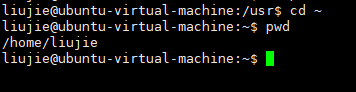 liujie@ubuntu-virtual-machine:/usr$ cd ~
liujie@ubuntu-virtual-machine:~$ pwd
/home/liujie
liujie@ubuntu-virtual-machine:~$